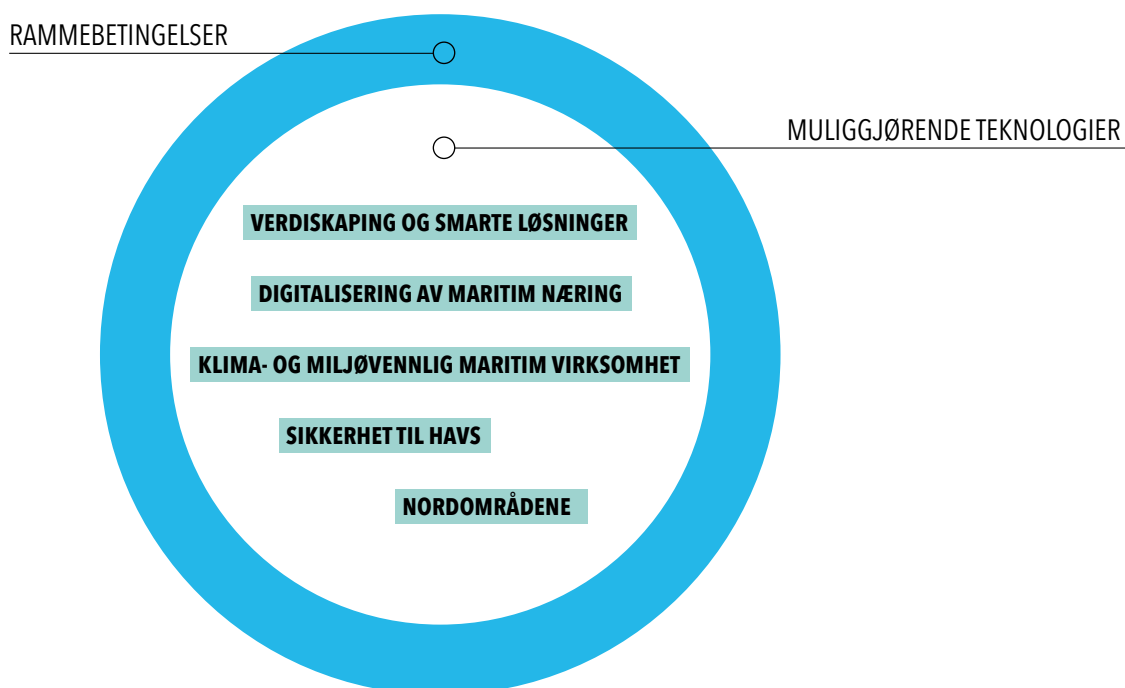 RAMMEBETINGELSER
MULIGGJØRENDE TEKNOLOGIER
VERDISKAPING OG SMARTE LØSNINGER
DIGITALISERING AV MARITIM NÆRING
KLIMA- OG MILJØVENNLIG MARITIM VIRKSOMHET
SIKKERHET TIL HAVS
NORDOMRÅDENE